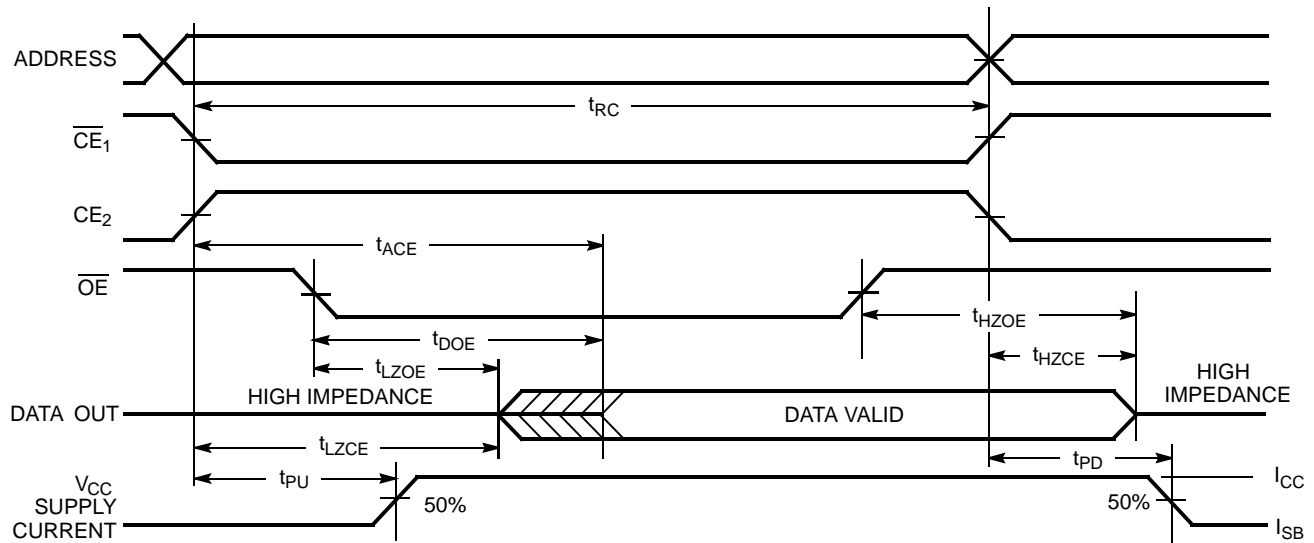 ADDRESS
tRC
CE1
CE2
tACE
OE
tHZOE
tDOE
tHZCE
tLZOE
HIGH IMPEDANCE
HIGH
IMPEDANCE
DATA OUT
DATA VALID
tLZCE
tPD
tPU
VCC
SUPPLY
CURRENT
50%
50%
ICC
ISB